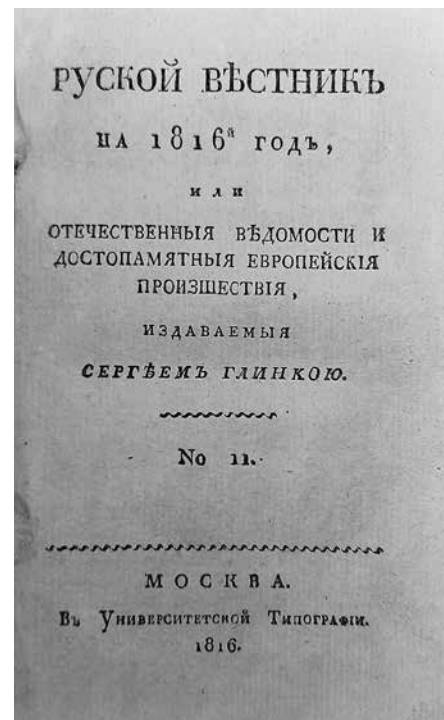 РУСКОЙ ВѢСТНИКЪ
НА 1816й ГОДЪ,
ИЛИ
ОТЕЧЕСТВЕННЫЯ ВѢДОМОСТИ И
ДОСТОПАМЯТНЫЯ ЕВРОПЕЙСКІЯ
ПРОИЗШЕСТВІЯ,
ИЗДАВАЕМЫЯ
СЕРГѢЕМЪ ГЛИНКОЮ.
No 11.
МОСКВА.
Въ Университетской Типографіи.
1816.